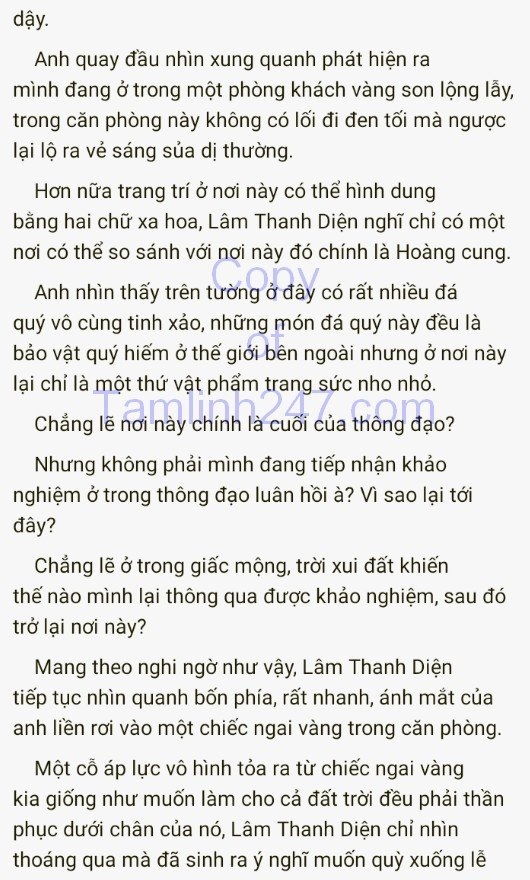 dậy.
Anh quay đầu nhìn xung quanh phát hiện ra
mình đang ở trong một phòng khách vàng son lộng lẫy,
trong căn phòng này không có lối đi đen tối mà ngược
lại lộ ra vẻ sáng sủa dị thường.
Hơn nữa trang trí ở nơi này có thể hình dung
bằng hai chữ xa hoa, Lâm Thanh Diện nghĩ chỉ có một
nơi có thể so sánh với nơi này đó chính là Hoàng cung.
Anh nhìn thấy trên tường ở đây có rất nhiều đá
quý vô cùng tinh xảo, những món đá quý này đều là
bảo vật quý hiếm ở thế giới bên ngoài nhưng ở nơi này
lại chỉ là một thứ vật phẩm trang sức nho nhỏ.
Chẳng lẽ nơi này chính là cuối của thông đạo?
Nhưng không phải mình đang tiếp nhận khảo
nghiệm ở trong thông đạo luân hồi à? Vì sao lại tới
đây?
Chẳng lẽ ở trong giấc mộng, trời xui đất khiến
thế nào mình lại thông qua được khảo nghiệm, sau đó
trở lại nơi này?
Mang theo nghi ngờ như vậy, Lâm Thanh Diện
tiếp tục nhìn quanh bốn phía, rất nhanh, ánh mắt của
anh liền rơi vào một chiếc ngai vàng trong căn phòng.
Một cỗ áp lực vô hình tỏa ra từ chiếc ngai vàng
kia giống như muốn làm cho cả đất trời đều phải thần
phục dưới chân của nó, Lâm Thanh Diện chỉ nhìn
thoáng qua mà đã sinh ra ý nghĩ muốn quỳ xuống lễ
Copy
of
Tamlinh247.com